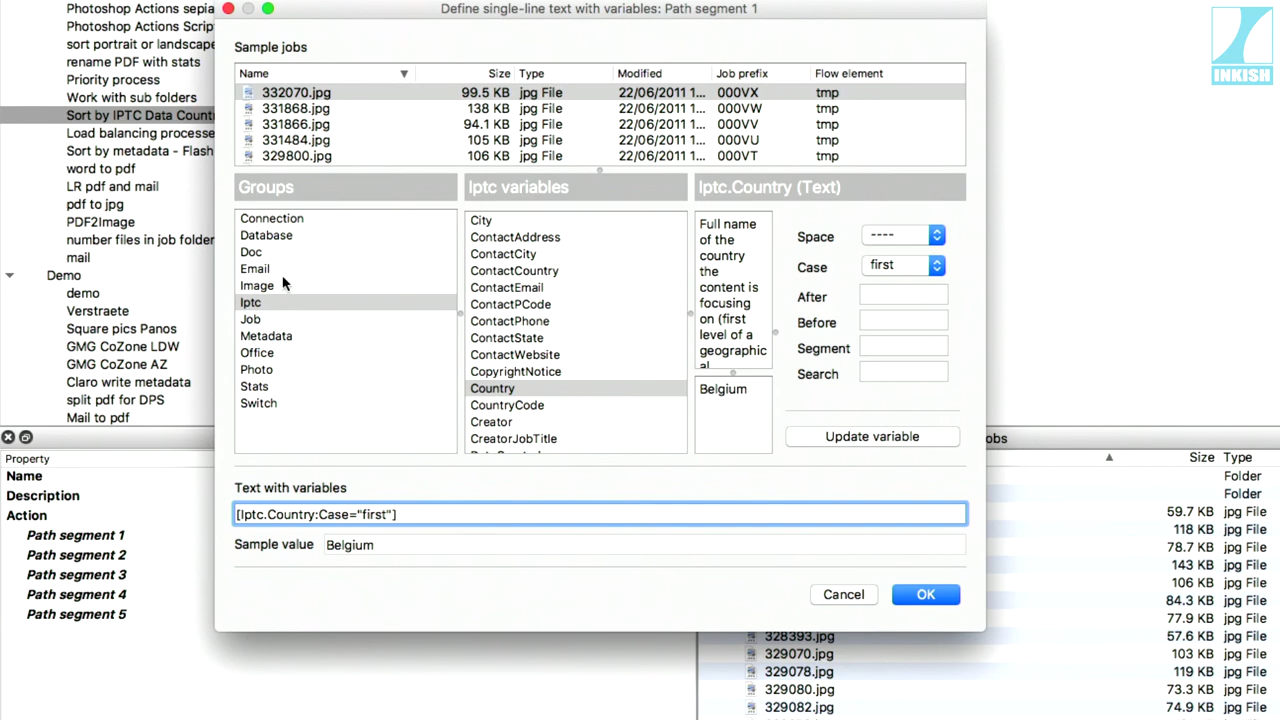 Define single-line text with variables: Path segment 1
INKISH
Photoshop Actions sepia
Photoshop Actions Script
sort portrait or landscape
rename PDF with stats
Priority process
Work with sub folders
Sort by IPTC Data Count
Load balancing processe
Sort by metadata - Flash
word to pdf
LR pdf and mail
pdf to jpg
PDF2Image
number files in job folder
mail
Demo
demo
Verstraete
Square pics Panos
GMG CoZone LDW
GMG CoZone AZ
Claro write metadata
split pdf for DPS
Mail to pdf
Sample jobs
Name Size Type Modified Job prefix Flow element
332070.jpg 99.5 KB jpg File 22/06/2011 1... 000VX tmp
331868.jpg 138 KB jpg File 22/06/2011 1... 000VW tmp
331866.jpg 94.1 KB jpg File 22/06/2011 1... 000VV tmp
331484.jpg 105 KB jpg File 22/06/2011 1... 000VU tmp
329800.jpg 106 KB jpg File 22/06/2011 1... 000VT tmp
Groups
Connection
Database
Doc
Email
Image
Iptc
Job
Metadata
Office
Photo
Stats
Switch
Iptc variables
City
ContactAddress
ContactCity
ContactCountry
ContactEmail
ContactPCode
ContactPhone
ContactState
ContactWebsite
CopyrightNotice
Country
CountryCode
Creator
CreatorJobTitle
Iptc.Country (Text)
Full name
of the
country
the
content is
focusing
on (first
level of a
geographic
al
Belgium
Space ----
Case first
After
Before
Segment
Search
Update variable
Text with variables
[Iptc.Country:Case="first"]
Sample value Belgium
Cancel OK
Property
Name
Description
Action
Path segment 1
Path segment 2
Path segment 3
Path segment 4
Path segment 5
obs
Size Type
Folder
Folder
59.7 KB jpg File
118 KB jpg File
78.7 KB jpg File
143 KB jpg File
106 KB jpg File
84.3 KB jpg File
77.9 KB jpg File
328393.jpg 57.6 KB jpg File
329070.jpg 103 KB jpg File
329078.jpg 119 KB jpg File
329080.jpg 73.3 KB jpg File
329082.jpg 74.9 KB jpg File